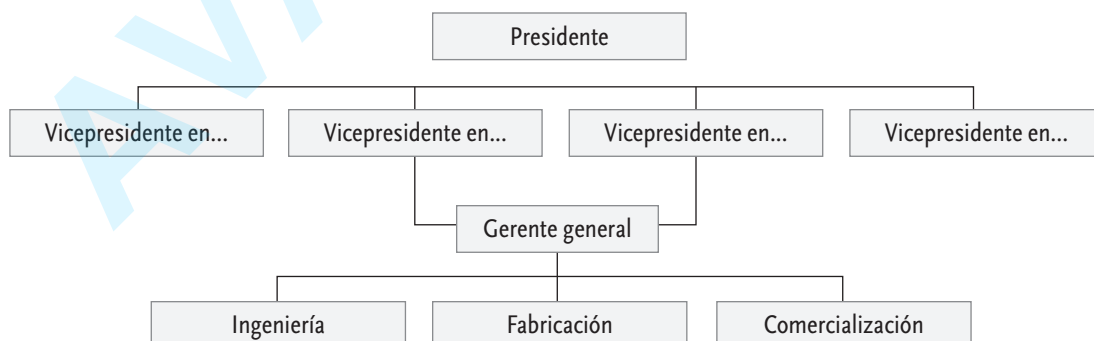 Presidente
Vicepresidente en... Vicepresidente en... Vicepresidente en... Vicepresidente en...
Gerente general
Ingeniería Fabricación Comercialización